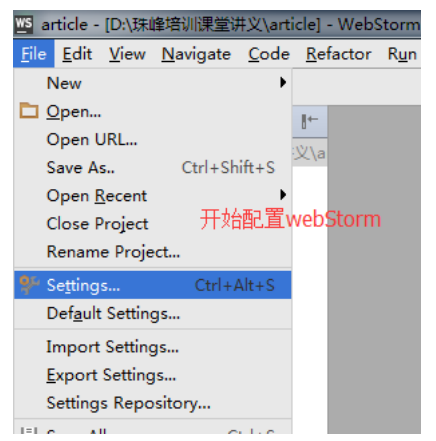 WS article - [D:\珠峰培训课堂讲义\article] - WebStorm
File Edit View Navigate Code Refactor Run
New
Open...
Open URL...
义\a
Save As.. Ctrl+Shift+S
Open Recent
Close Project
开始配置webStorm
Rename Project...
Settings... Ctrl+Alt+S
Default Settings...
Import Settings...
Export Settings...
Settings Repository...